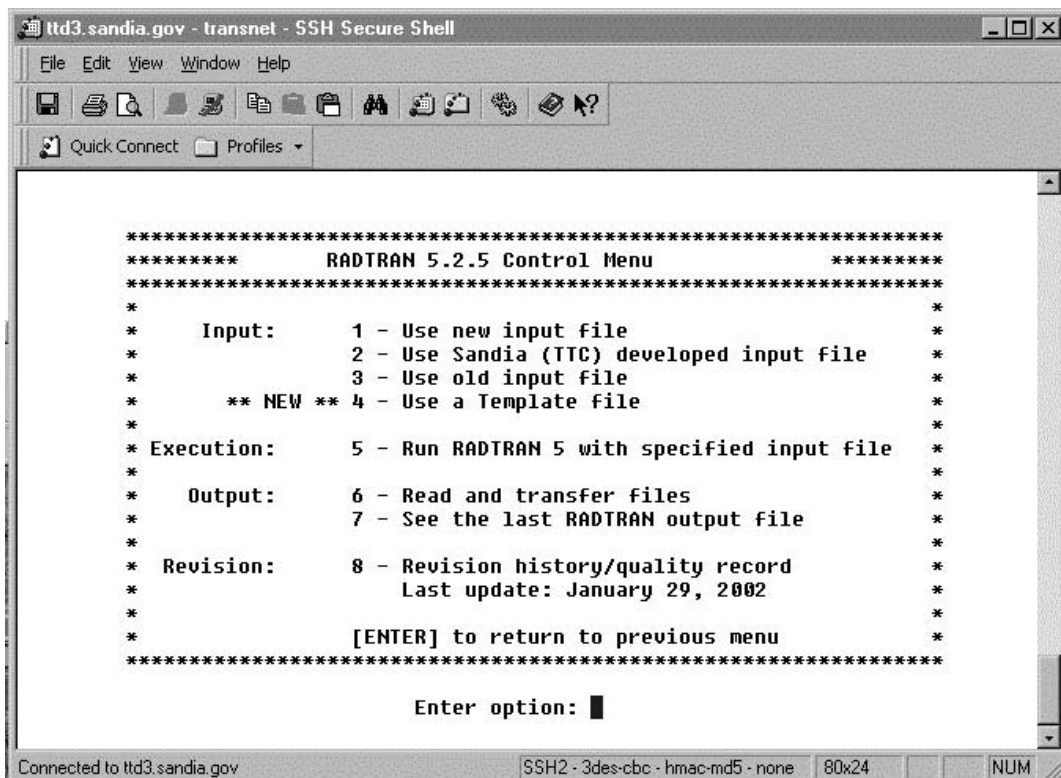 ttd3.sandia.gov - transnet - SSH Secure Shell
File Edit View Window Help
Quick Connect Profiles
*****************************************************************
********* RADTRAN 5.2.5 Control Menu *********
*****************************************************************
* *
* Input: 1 - Use new input file *
* 2 - Use Sandia (TTC) developed input file *
* 3 - Use old input file *
* ** NEW ** 4 - Use a Template file *
* *
* Execution: 5 - Run RADTRAN 5 with specified input file *
* *
* Output: 6 - Read and transfer files *
* 7 - See the last RADTRAN output file *
* *
* Revision: 8 - Revision history/quality record *
* Last update: January 29, 2002 *
* *
* [ENTER] to return to previous menu *
*****************************************************************
Enter option:
Connected to ttd3.sandia.gov SSH2 - 3des-cbc - hmac-md5 - none 80x24 NUM